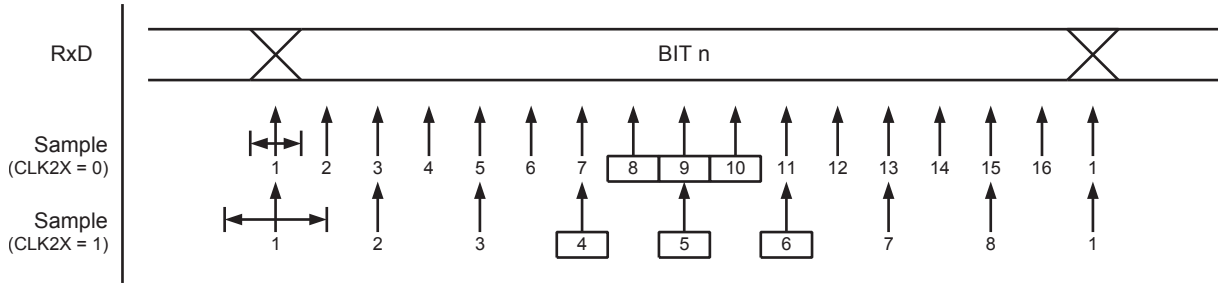 RxD
BIT n
Sample
(CLK2X = 0)
1 2 3 4 5 6 7 8 9 10 11 12 13 14 15 16 1
Sample
(CLK2X = 1)
1 2 3 4 5 6 7 8 1